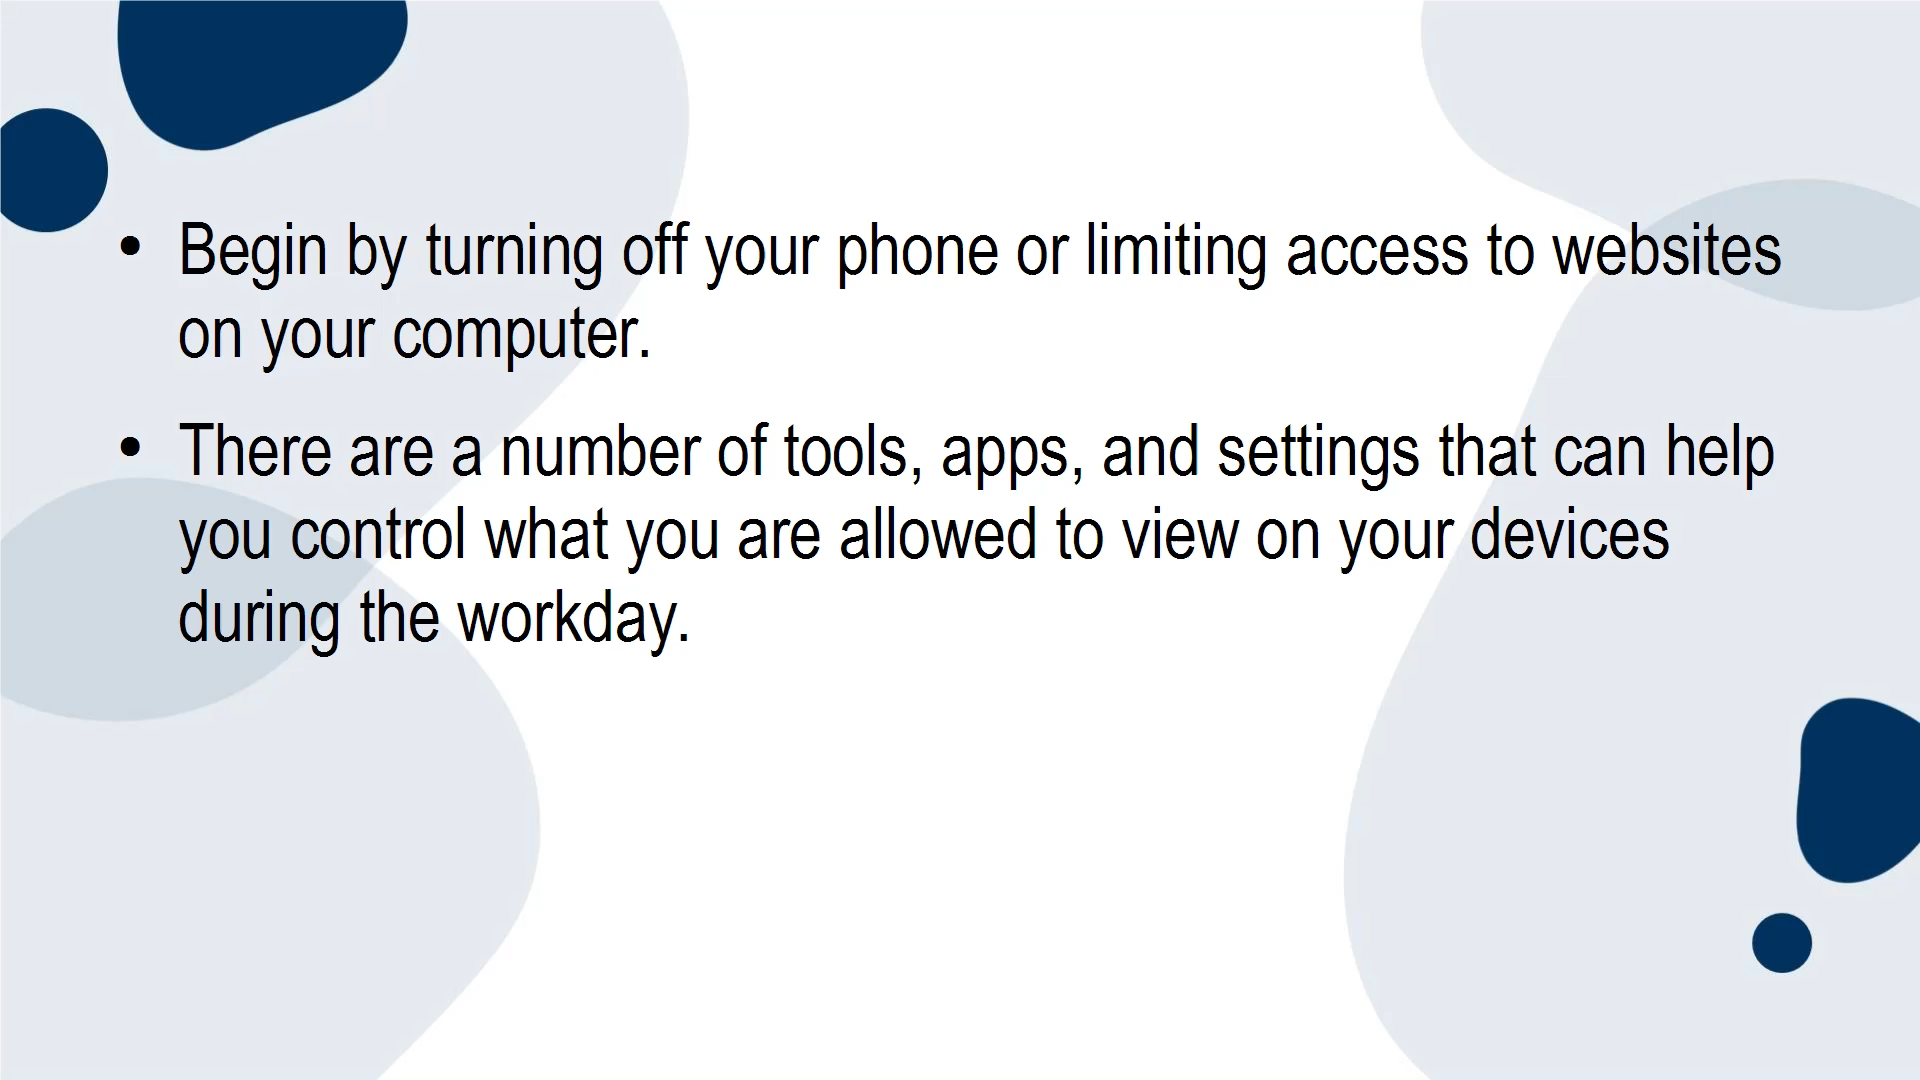 • Begin by turning off your phone or limiting access to websites
on your computer.
• There are a number of tools, apps, and settings that can help
you control what you are allowed to view on your devices
during the workday.